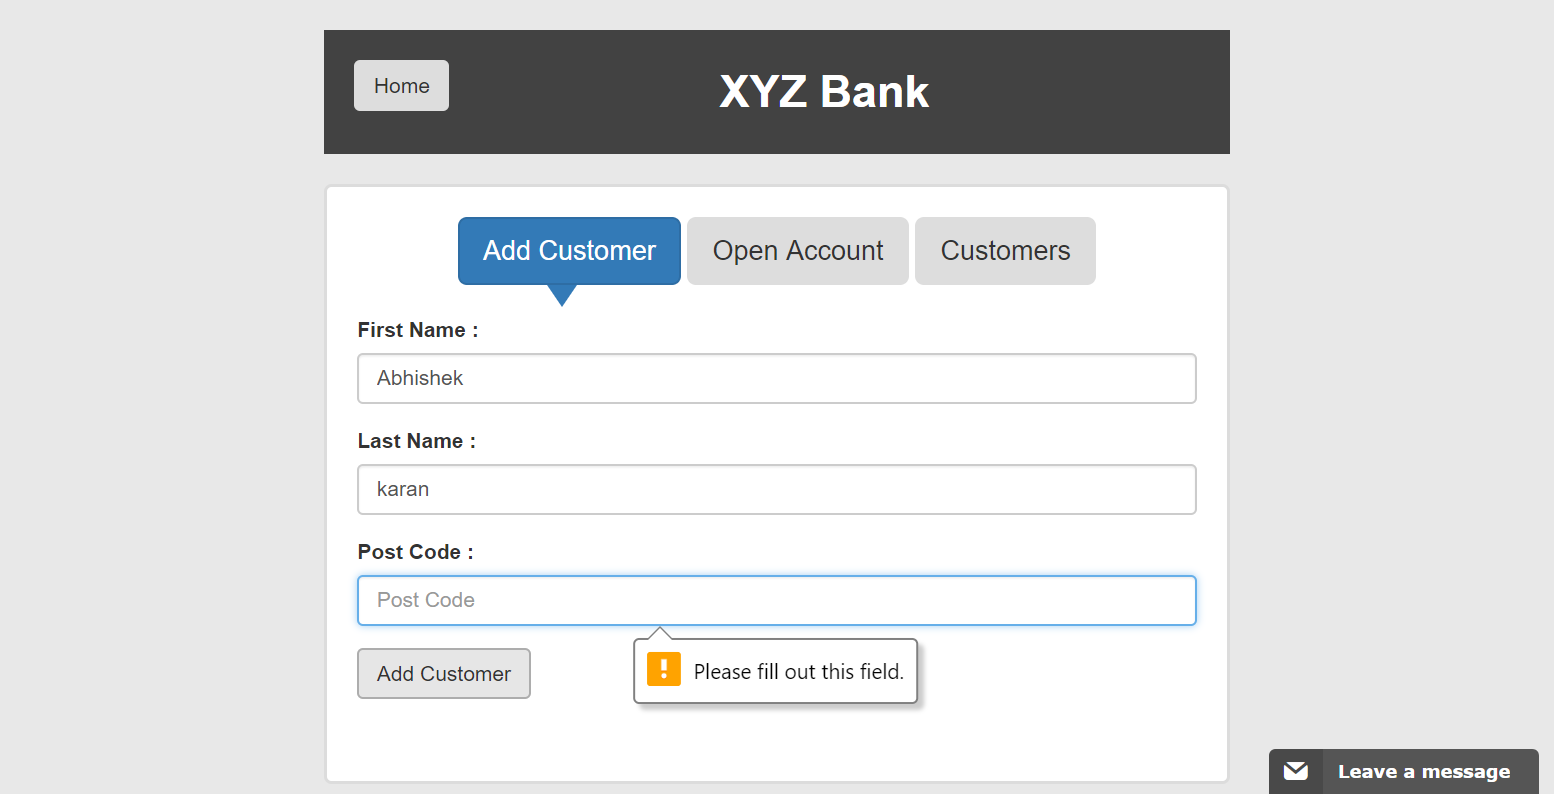 Home
XYZ Bank
Add Customer
Open Account
Customers
First Name :
Abhishek
Last Name :
karan
Post Code :
Post Code
Add Customer
Please fill out this field.
Leave a message